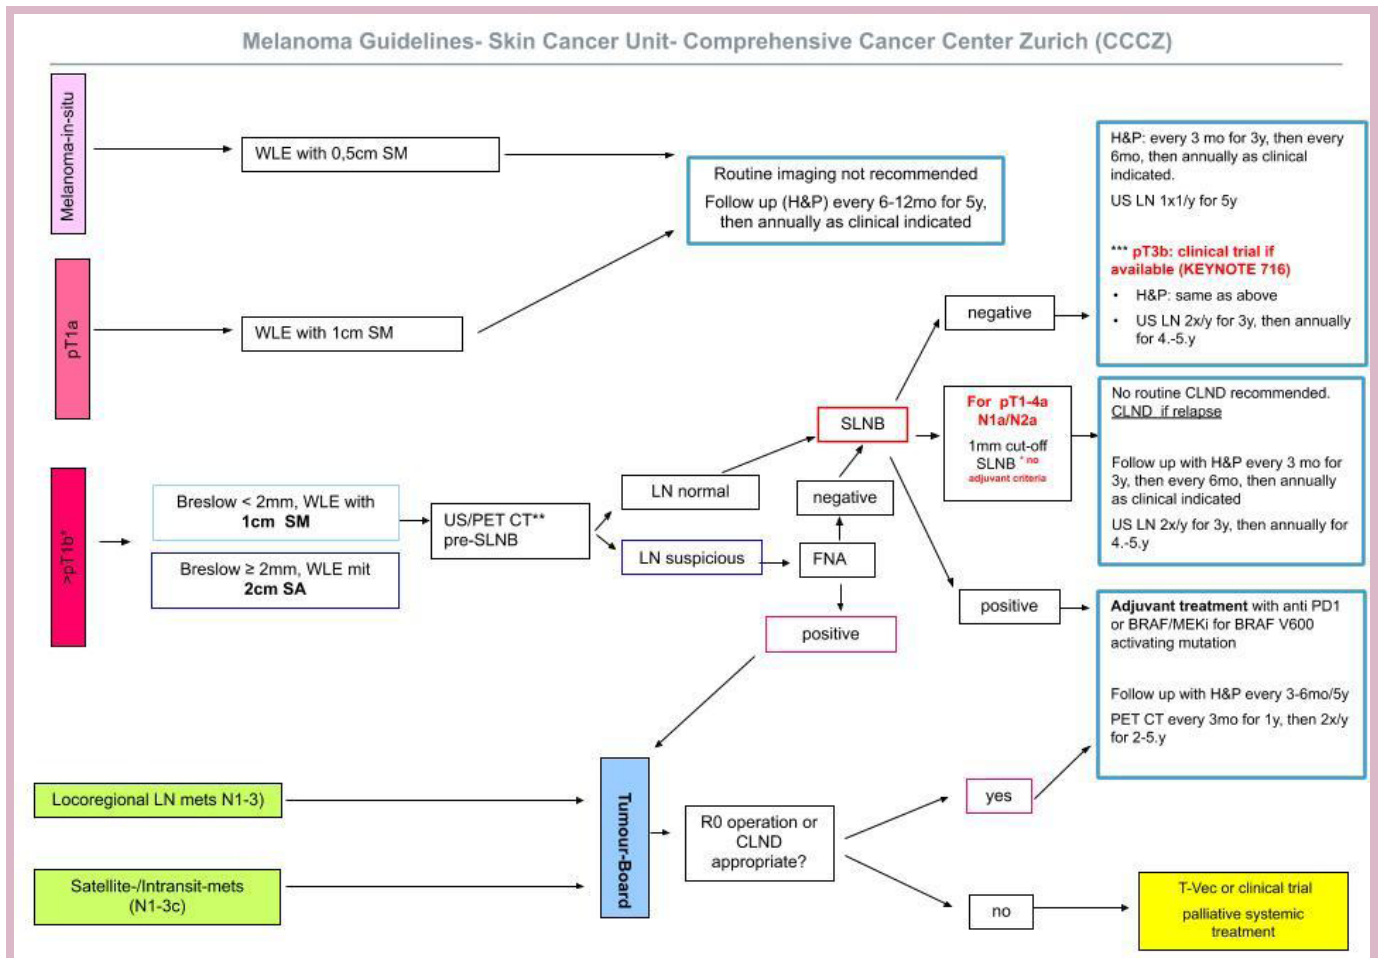 Melanoma Guidelines- Skin Cancer Unit- Comprehensive Cancer Center Zurich (CCCZ)
Melanoma-in-situ
WLE with 0,5cm SM
Routine imaging not recommended
Follow up (H&P) every 6-12mo for 5y,
then annually as clinical indicated
pT1a
WLE with 1cm SM
>pT1b*
Breslow < 2mm, WLE with
1cm SM
Breslow ≥ 2mm, WLE mit
2cm SA
US/PET CT**
pre-SLNB
LN normal
LN suspicious
FNA
negative
positive
SLNB
negative
H&P: every 3 mo for 3y, then every
6mo, then annually as clinical
indicated.
US LN 1x1/y for 5y
*** pT3b: clinical trial if
available (KEYNOTE 716)
• H&P: same as above
• US LN 2x/y for 3y, then annually
for 4.-5.y
For pT1-4a
N1a/N2a
1mm cut-off
SLNB * no
adjuvant criteria
No routine CLND recommended.
CLND if relapse
Follow up with H&P every 3 mo for
3y, then every 6mo, then annually
as clinical indicated
US LN 2x/y for 3y, then annually for
4.-5.y
positive
Adjuvant treatment with anti PD1
or BRAF/MEKi for BRAF V600
activating mutation
Follow up with H&P every 3-6mo/5y
PET CT every 3mo for 1y, then 2x/y
for 2-5.y
Locoregional LN mets N1-3)
Satellite-/Intransit-mets
(N1-3c)
Tumour-Board
R0 operation or
CLND
appropriate?
yes
no
T-Vec or clinical trial
palliative systemic
treatment